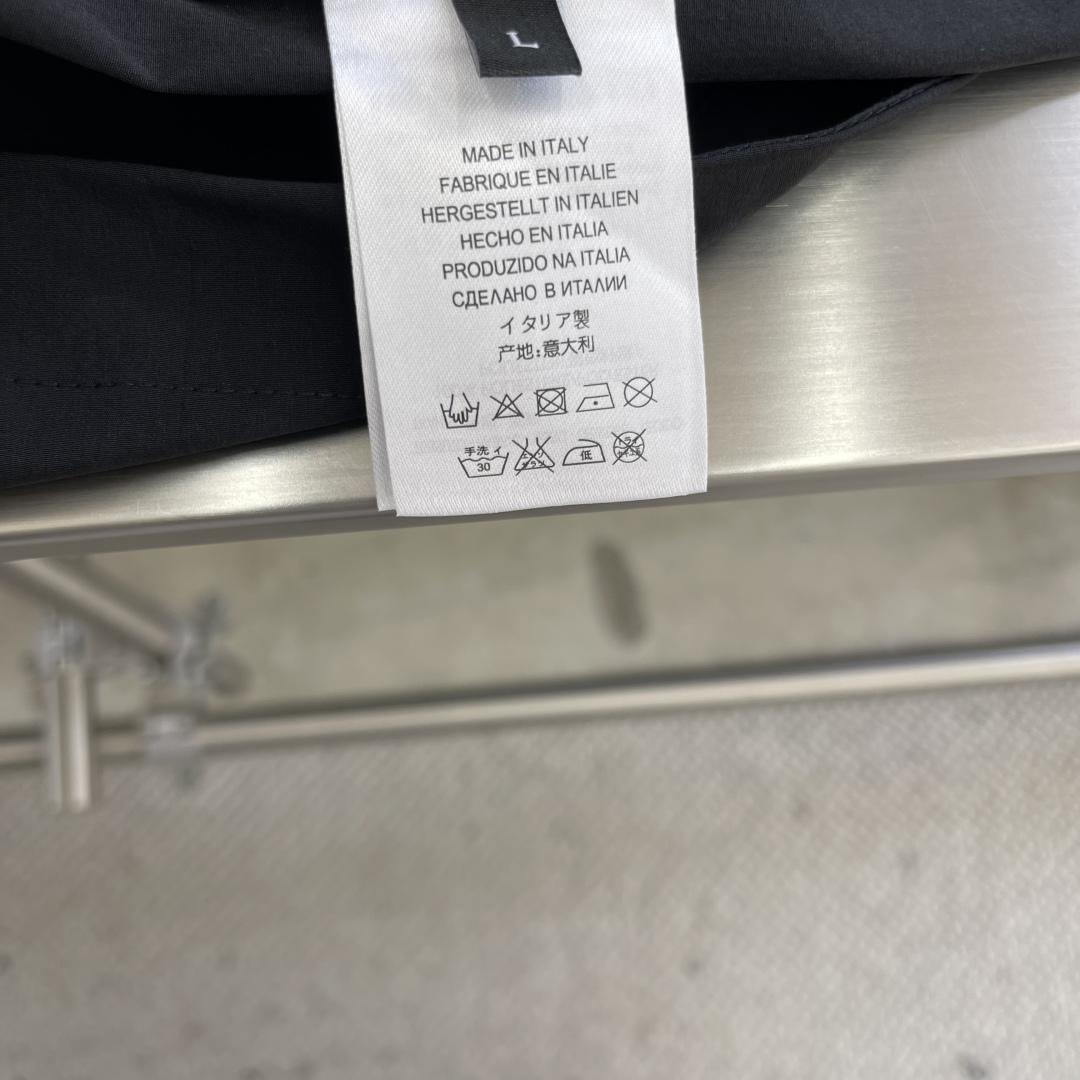 L
MADE IN ITALY
FABRIQUE EN ITALIE
HERGESTELLT IN ITALIEN
HECHO EN ITALIA
PRODUZIDO NA ITALIA
СДЕЛАНО В ИТАЛИИ
イタリア製
产地:意大利
手洗イ 30 低